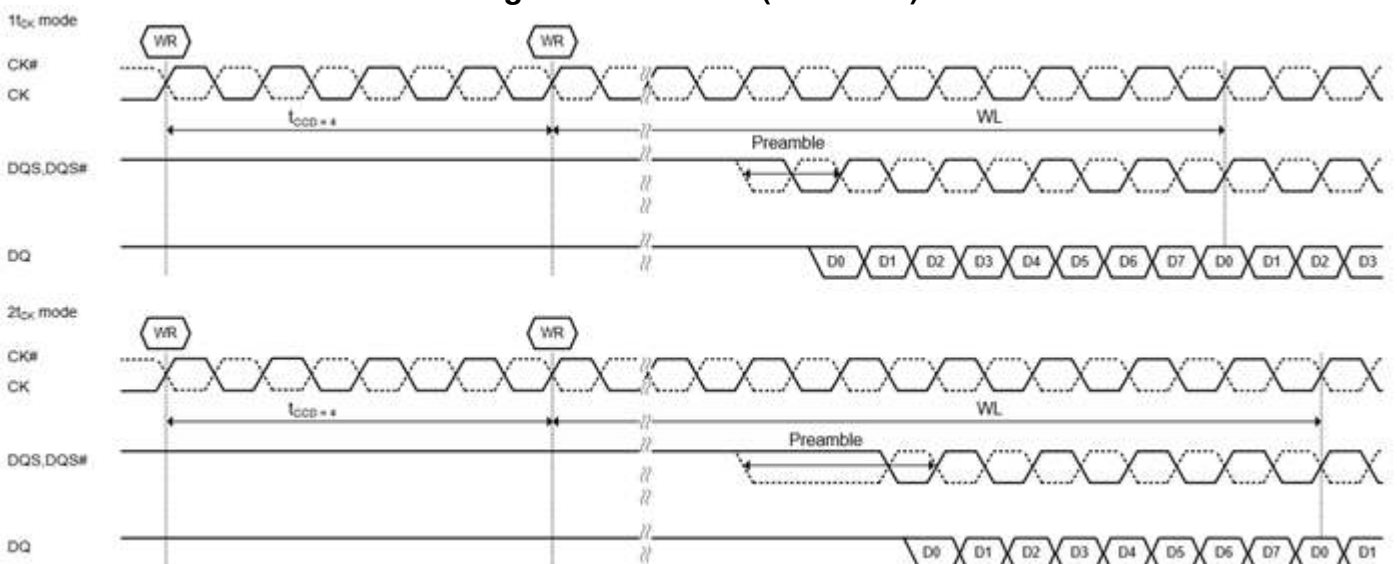 1tCK mode
WR WR
CK#
CK
tCCD = 4 WL
Preamble
DQS,DQS#
DQ D0 D1 D2 D3 D4 D5 D6 D7 D0 D1 D2 D3
2tCK mode
WR WR
CK#
CK
tCCD = 4 WL
Preamble
DQS,DQS#
DQ D0 D1 D2 D3 D4 D5 D6 D7 D0 D1